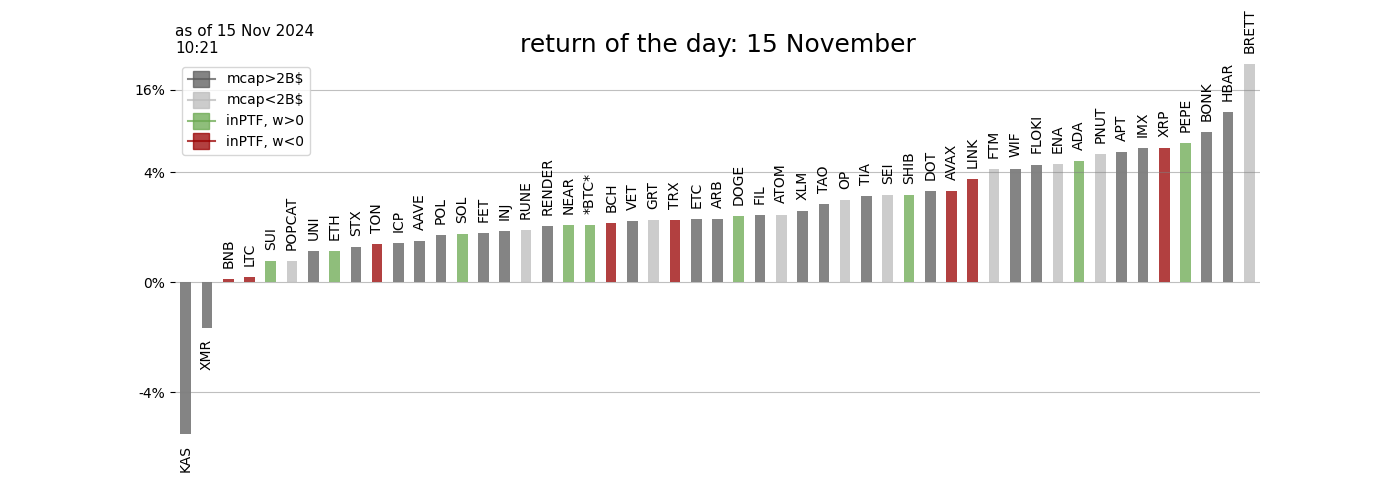 as of 15 Nov 2024
10:21
return of the day: 15 November
mcap>2B$
mcap<2B$
inPTF, w>0
inPTF, w<0
16%
4%
0%
-4%
KAS
XMR
BNB
LTC
SUI
POPCAT
UNI
ETH
STX
TON
ICP
AAVE
POL
SOL
FET
INJ
RUNE
RENDER
NEAR
*BTC*
BCH
VET
GRT
TRX
ETC
ARB
DOGE
FIL
ATOM
XLM
TAO
OP
TIA
SEI
SHIB
DOT
AVAX
LINK
FTM
WIF
FLOKI
ENA
ADA
PNUT
APT
IMX
XRP
PEPE
BONK
HBAR
BRETT